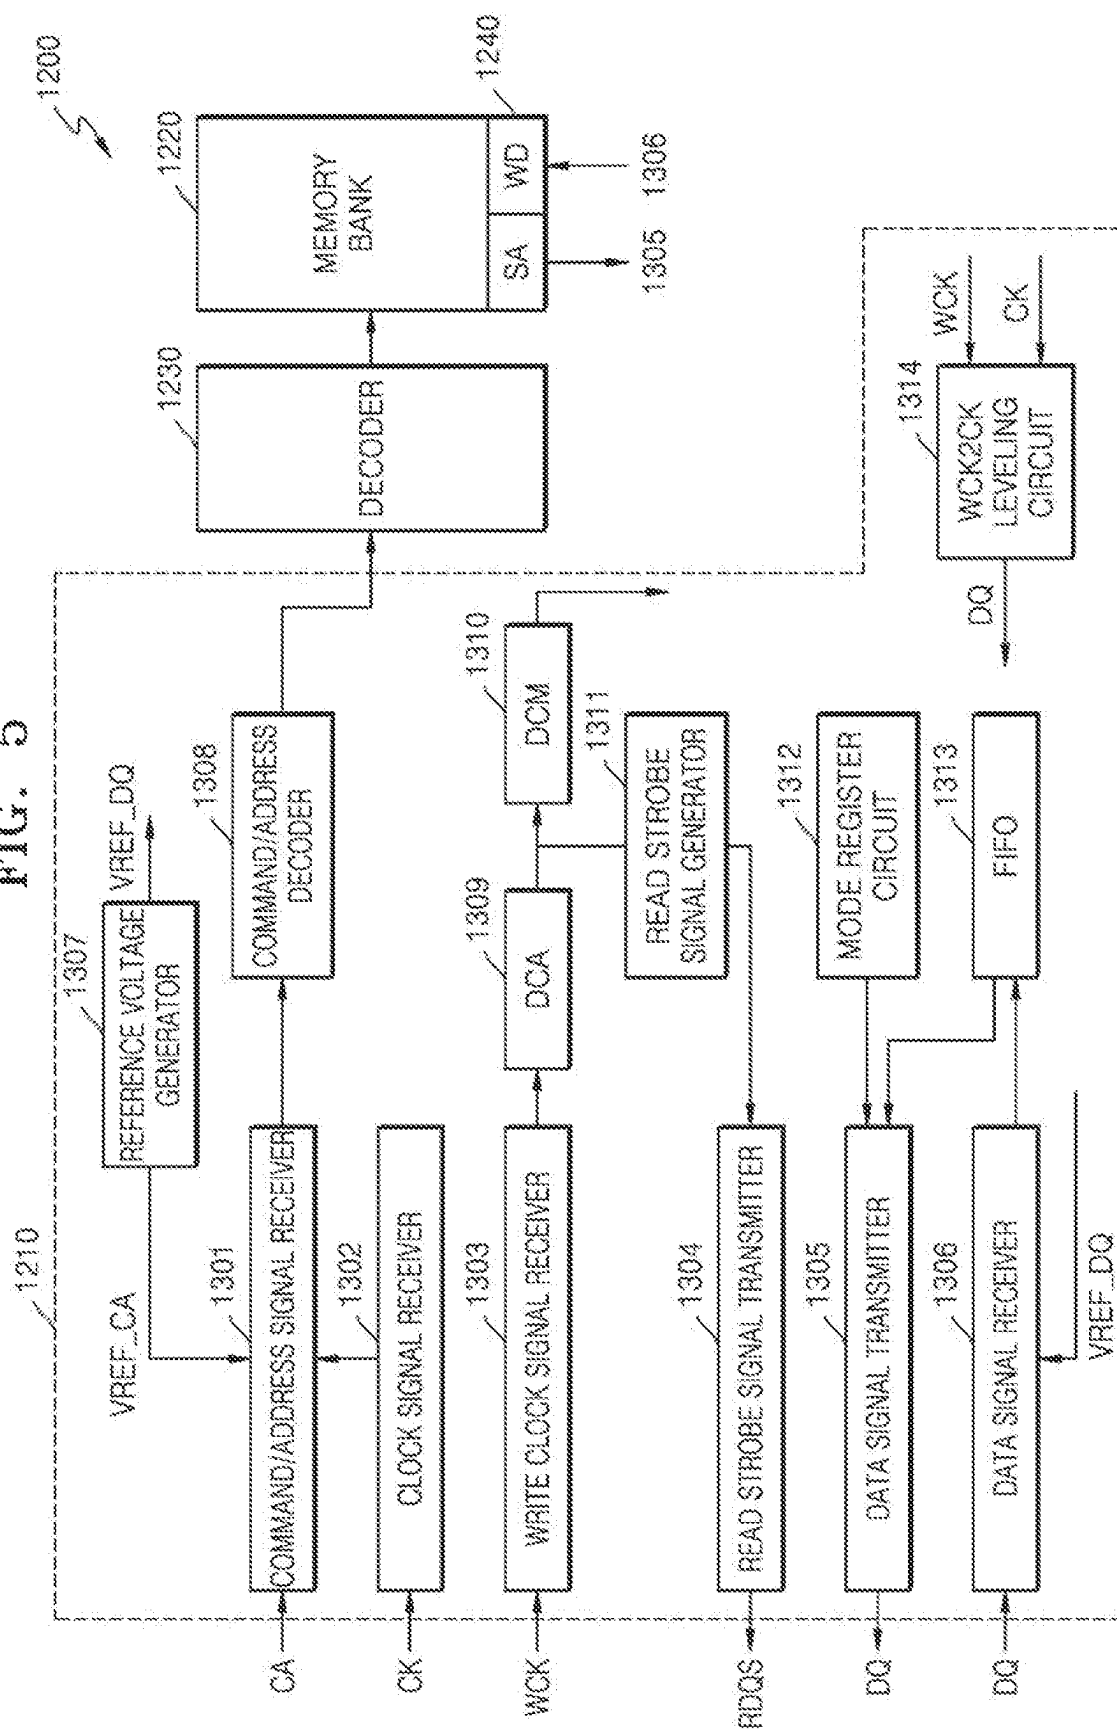 FIG. 5
1200
1210
1307
REFERENCE VOLTAGE
GENERATOR
VREF_CA
VREF_DQ
CA
1301
COMMAND/ADDRESS SIGNAL RECEIVER
1308
COMMAND/ADDRESS
DECODER
1230
DECODER
1220
MEMORY
BANK
SA
WD
1240
1305
1306
CK
1302
CLOCK SIGNAL RECEIVER
WCK
1303
WRITE CLOCK SIGNAL RECEIVER
1309
DCA
1310
DCM
1311
READ STROBE
SIGNAL GENERATOR
RDQS
1304
READ STROBE SIGNAL TRANSMITTER
DQ
1305
DATA SIGNAL TRANSMITTER
1312
MODE REGISTER
CIRCUIT
DQ
1306
DATA SIGNAL RECEIVER
1313
FIFO
VREF_DQ
DQ
1314
WCK2CK
LEVELING
CIRCUIT
WCK
CK